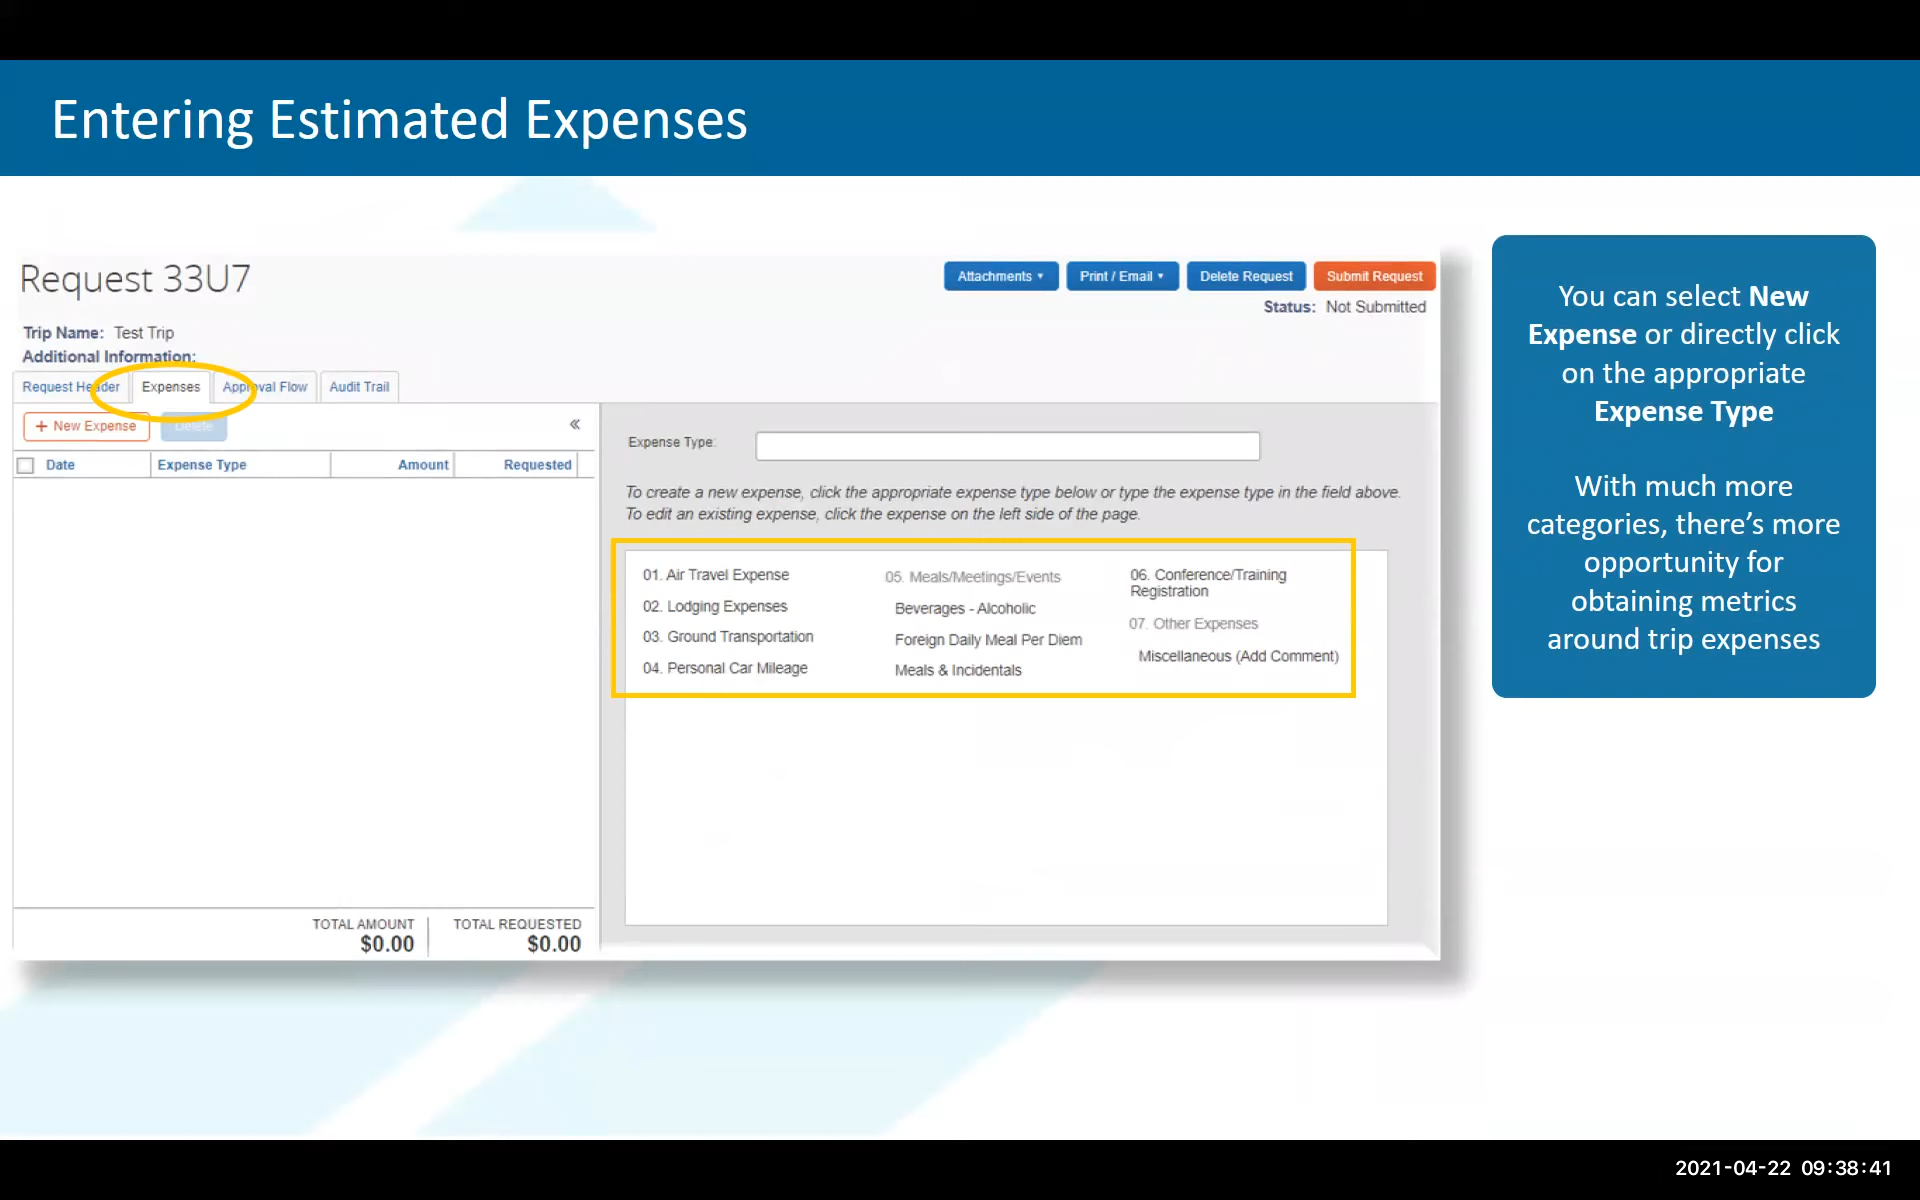 Entering Estimated Expenses
Request 33U7
Attachments
Print / Email
Delete Request
Submit Request
Status: Not Submitted
Trip Name: Test Trip
Additional Information:
Request Header
Expenses
Approval Flow
Audit Trail
+ New Expense
Delete
«
Date
Expense Type
Amount
Requested
TOTAL AMOUNT
$0.00
TOTAL REQUESTED
$0.00
Expense Type:
To create a new expense, click the appropriate expense type below or type the expense type in the field above.
To edit an existing expense, click the expense on the left side of the page.
01. Air Travel Expense
02. Lodging Expenses
03. Ground Transportation
04. Personal Car Mileage
05. Meals/Meetings/Events
Beverages - Alcoholic
Foreign Daily Meal Per Diem
Meals & Incidentals
06. Conference/Training
Registration
07. Other Expenses
Miscellaneous (Add Comment)
You can select New
Expense or directly click
on the appropriate
Expense Type
With much more
categories, there's more
opportunity for
obtaining metrics
around trip expenses
2021-04-22 09:38:41